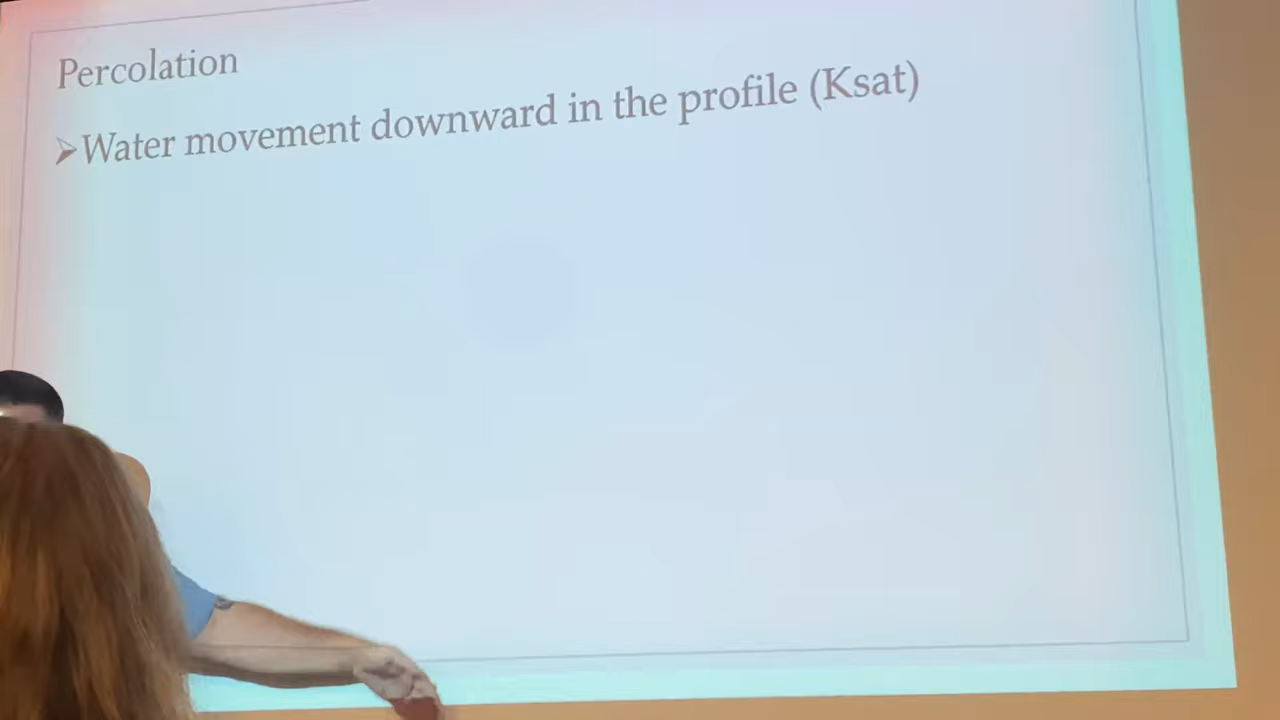 Percolation
➢Water movement downward in the profile (Ksat)